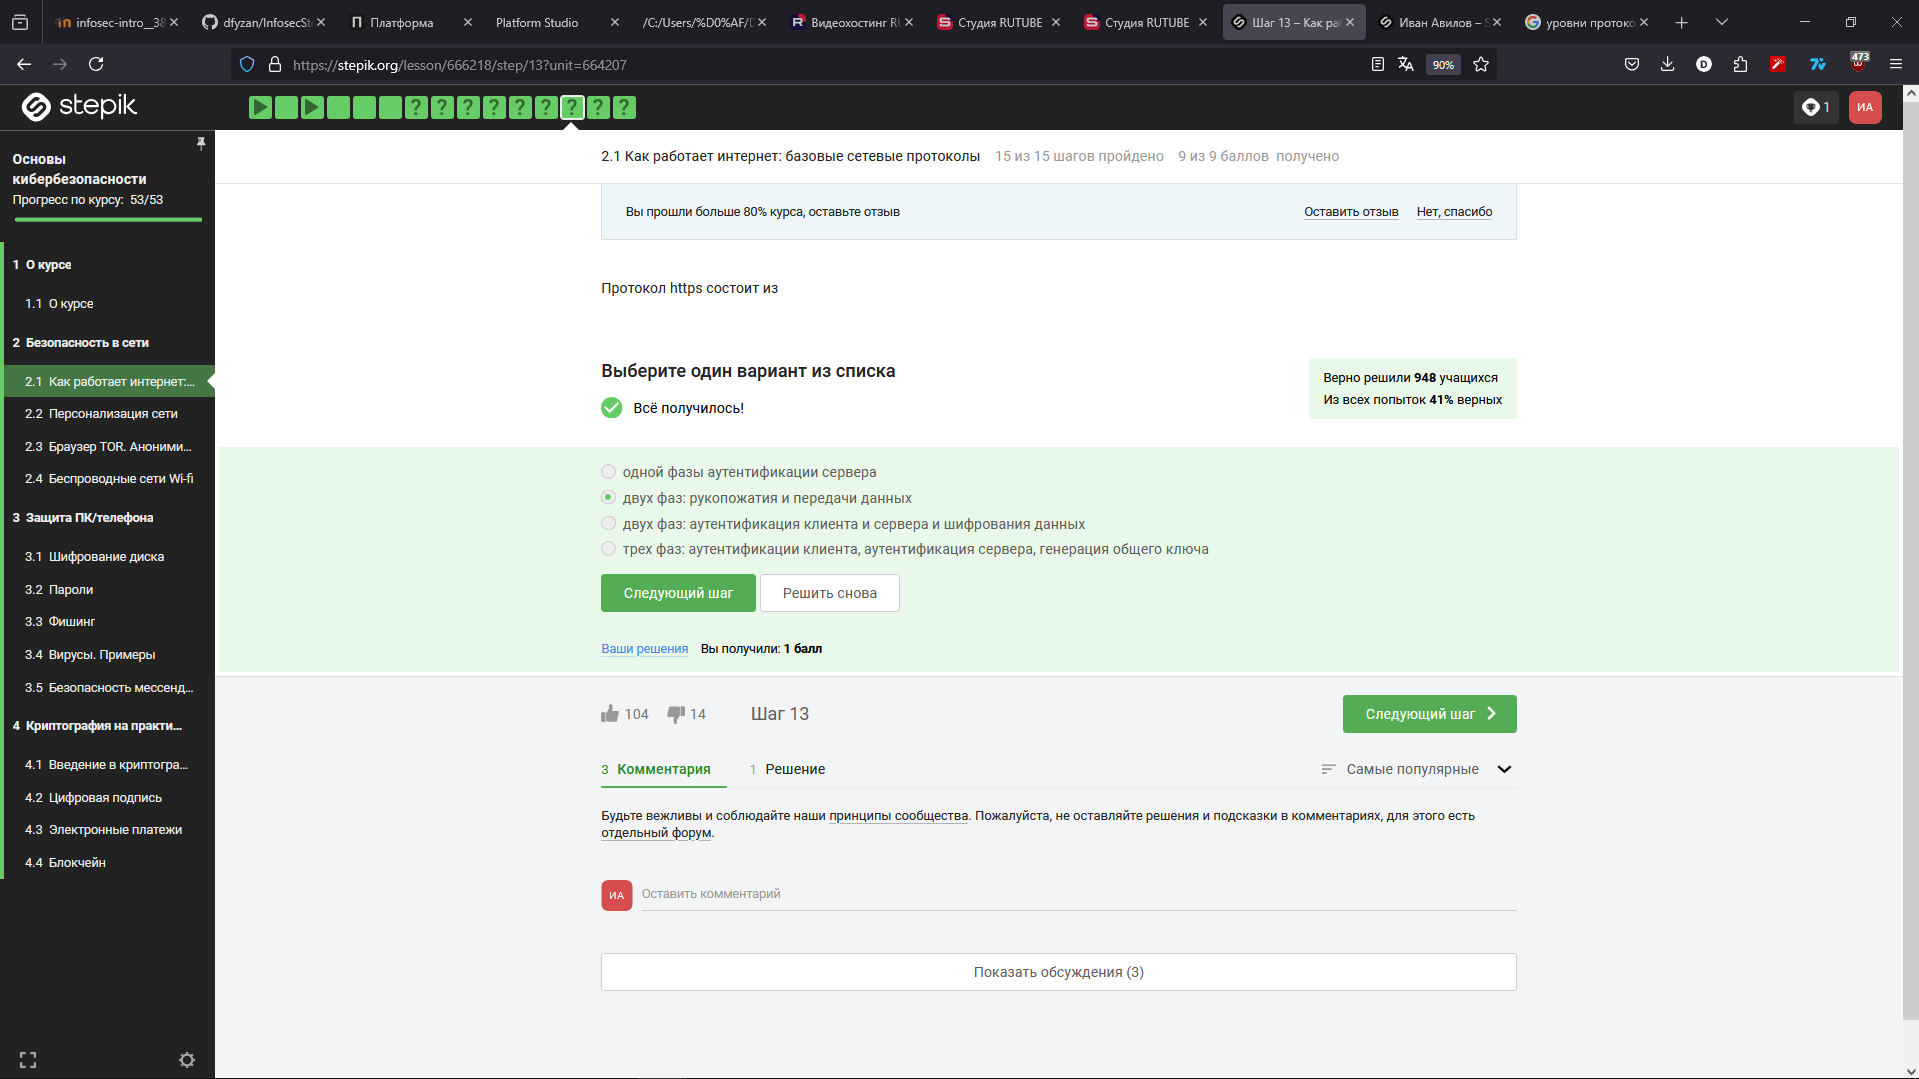 infosec-intro__38
dfyzan/InfosecSt
Платформа
Platform Studio
/C:/Users/%D0%AF/D
Видеохостинг RU
Студия RUTUBE
Студия RUTUBE
Шаг 13 – Как ра
Иван Авилов – S
уровни протоко
https://stepik.org/lesson/666218/step/13?unit=664207
90%
473
stepik
? ? ? ? ? ? ? ? ?
1
ИА
Основы
кибербезопасности
Прогресс по курсу: 53/53
1 О курсе
1.1 О курсе
2 Безопасность в сети
2.1 Как работает интернет:...
2.2 Персонализация сети
2.3 Браузер TOR. Аноними...
2.4 Беспроводные сети Wi-fi
3 Защита ПК/телефона
3.1 Шифрование диска
3.2 Пароли
3.3 Фишинг
3.4 Вирусы. Примеры
3.5 Безопасность мессенд...
4 Криптография на практи...
4.1 Введение в криптогра...
4.2 Цифровая подпись
4.3 Электронные платежи
4.4 Блокчейн
2.1 Как работает интернет: базовые сетевые протоколы 15 из 15 шагов пройдено 9 из 9 баллов получено
Вы прошли больше 80% курса, оставьте отзыв
Оставить отзыв Нет, спасибо
Протокол https состоит из
Выберите один вариант из списка
Всё получилось!
Верно решили 948 учащихся
Из всех попыток 41% верных
одной фазы аутентификации сервера
двух фаз: рукопожатия и передачи данных
двух фаз: аутентификация клиента и сервера и шифрования данных
трех фаз: аутентификации клиента, аутентификация сервера, генерация общего ключа
Следующий шаг
Решить снова
Ваши решения Вы получили: 1 балл
104 14 Шаг 13
Следующий шаг
3 Комментария 1 Решение
Самые популярные
Будьте вежливы и соблюдайте наши принципы сообщества. Пожалуйста, не оставляйте решения и подсказки в комментариях, для этого есть
отдельный форум.
ИА
Оставить комментарий
Показать обсуждения (3)